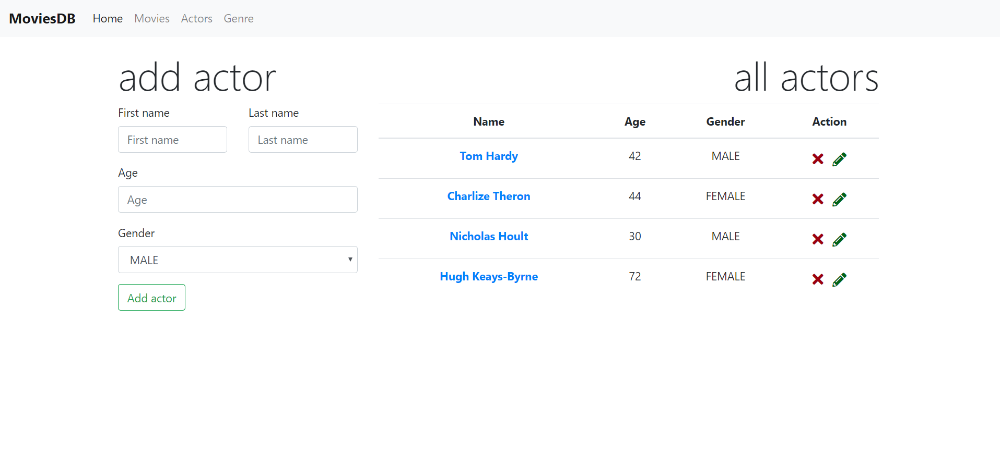 MoviesDB Home Movies Actors Genre
add actor
First name Last name
First name Last name
Age
Age
Gender
MALE
Add actor
all actors
Name Age Gender Action
Tom Hardy 42 MALE
Charlize Theron 44 FEMALE
Nicholas Hoult 30 MALE
Hugh Keays-Byrne 72 FEMALE